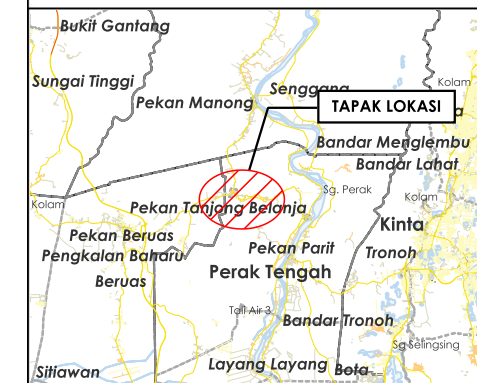 Bukit Gantang
Sungai Tinggi
Kolam
Senggang
Pekan Manong
TAPAK LOKASI
Bandar Menglembu
Bandar Lahat
Sg. Perak
Kolam
Kolam
Pekan Tanjong Belanja
Kinta
Pekan Beruas
Pekan Parit
Tronoh
Pengkalan Baharu
Perak Tengah
Beruas
Tali Air 3
Bandar Tronoh
Sg Selingsing
Layang Layang
Bota
Sitiawan